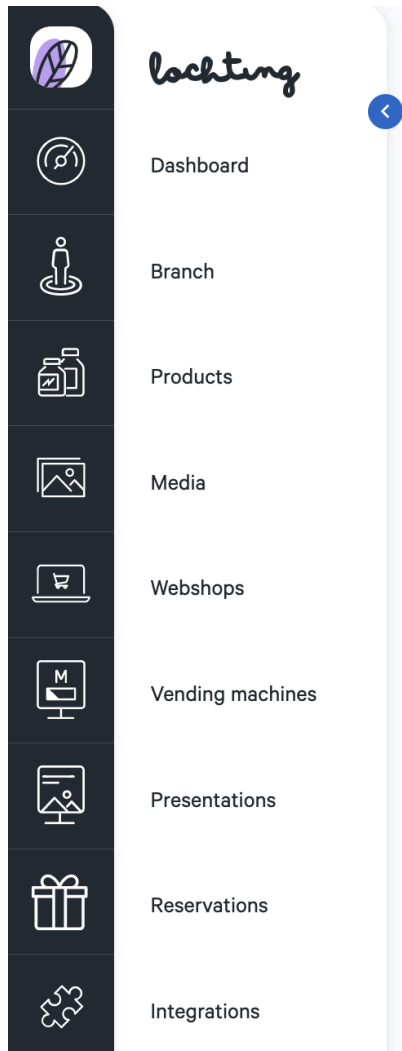 lochting
Dashboard
Branch
Products
Media
Webshops
M
Vending machines
Presentations
Reservations
Integrations